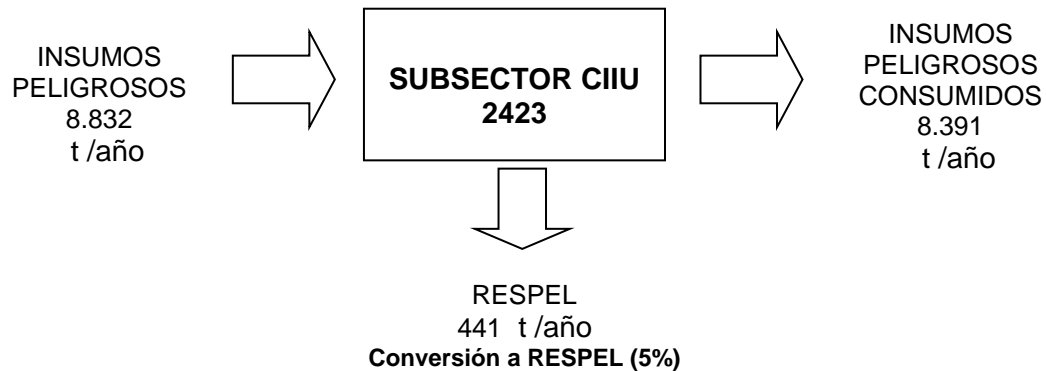 INSUMOS
PELIGROSOS
8.832
t /año
SUBSECTOR CIIU
2423
INSUMOS
PELIGROSOS
CONSUMIDOS
8.391
t /año
RESPEL
441 t /año
Conversión a RESPEL (5%)